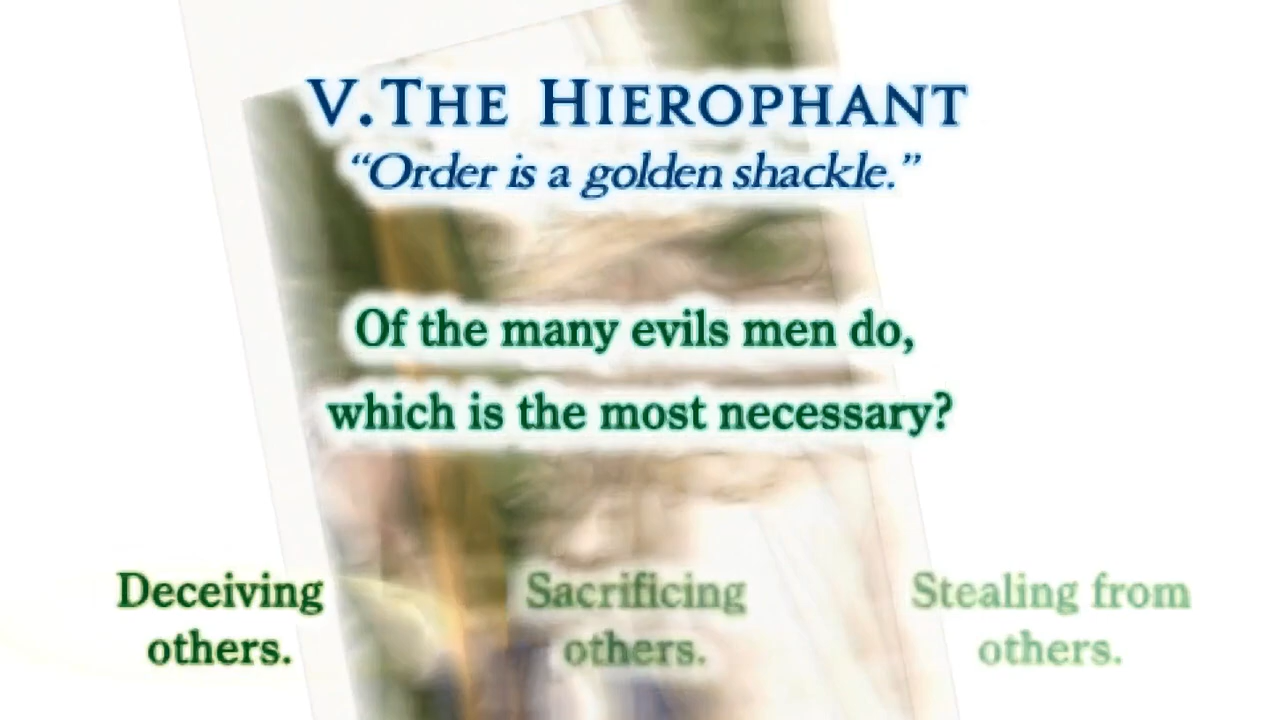 V. The Hierophant
“Order is a golden shackle.”
Of the many evils men do,
which is the most necessary?
Deceiving
others.
Sacrificing
others.
Stealing from
others.